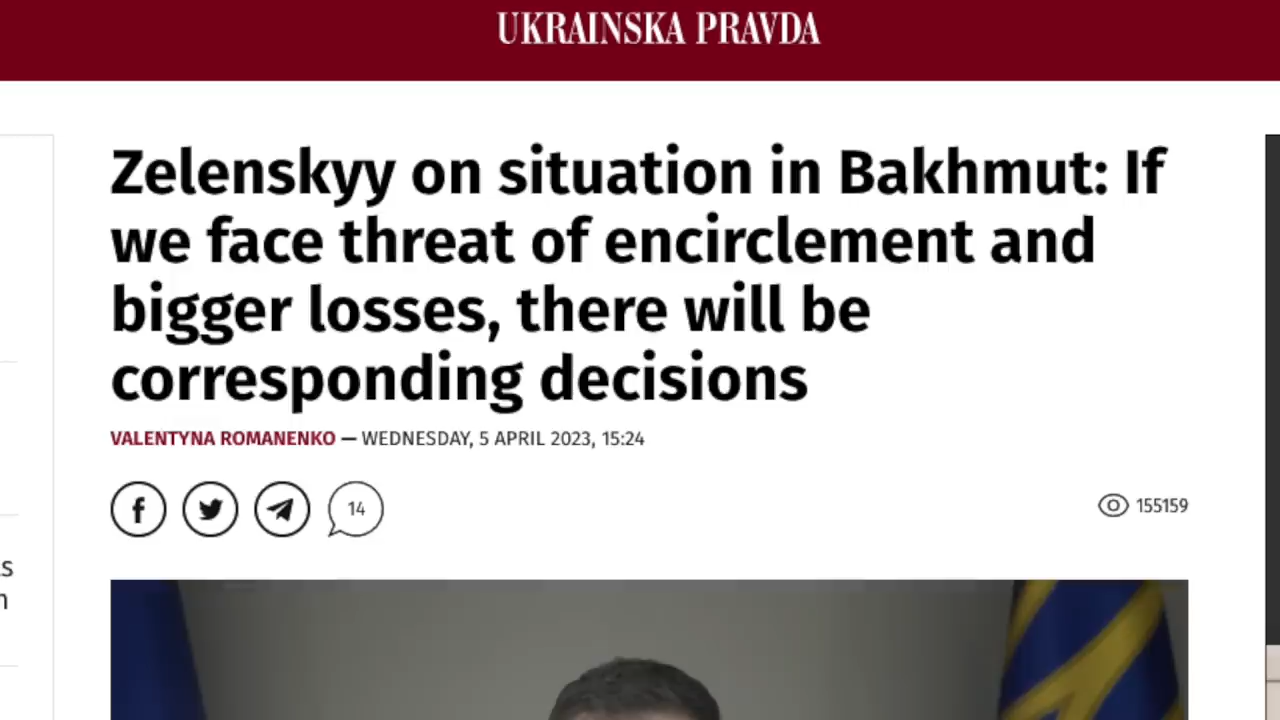 UKRAINSKA PRAVDA
Zelenskyy on situation in Bakhmut: If
we face threat of encirclement and
bigger losses, there will be
corresponding decisions
VALENTYNA ROMANENKO — WEDNESDAY, 5 APRIL 2023, 15:24
14
155159